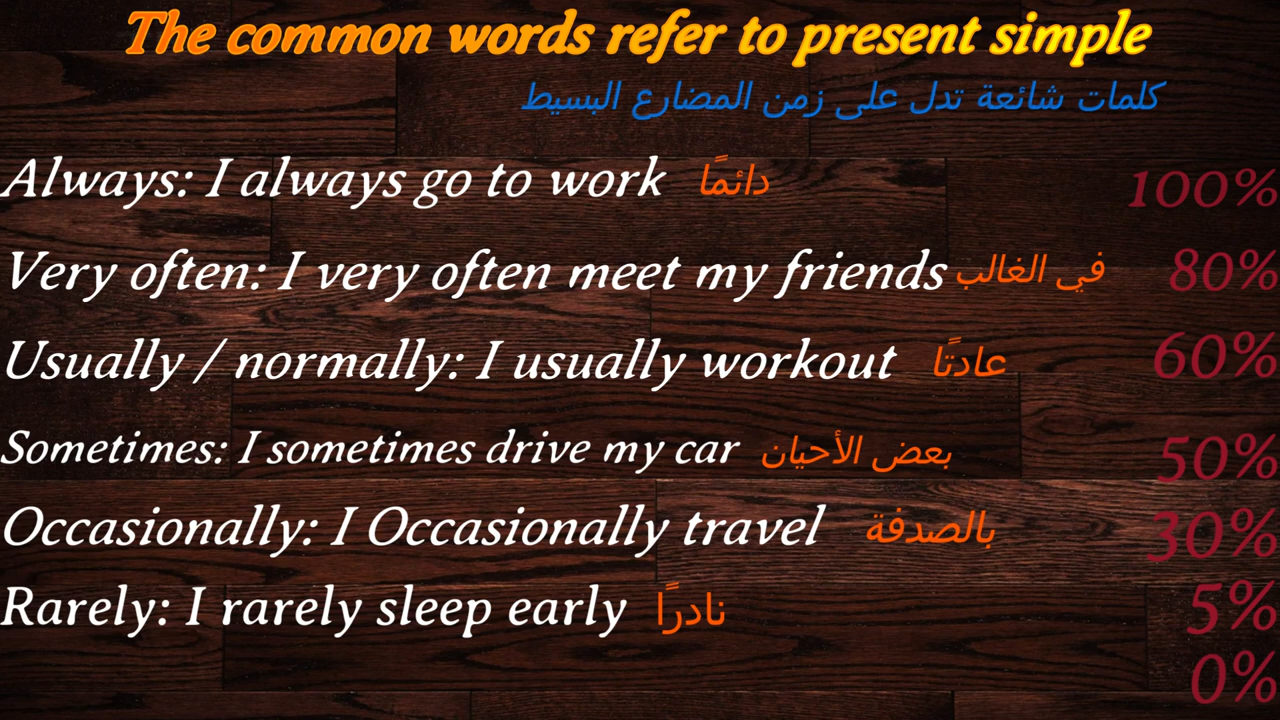 The common words refer to present simple
كلمات شائعة تدل على زمن المضارع البسيط
Always: I always go to work دائمًا 100%
Very often: I very often meet my friends في الغالب 80%
Usually / normally: I usually workout عادتًا 60%
Sometimes: I sometimes drive my car بعض الأحيان 50%
Occasionally: I Occasionally travel بالصدفة 30%
Rarely: I rarely sleep early نادرًا 5%
0%